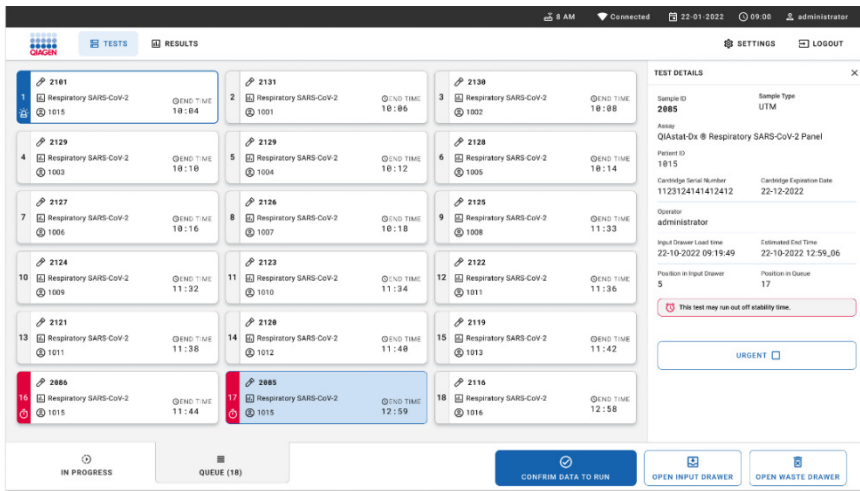 8 AM Connected 22-01-2022 09:00 administrator
QIAGEN TESTS RESULTS SETTINGS LOGOUT
1 2101
Respiratory SARS-CoV-2 END TIME
1015 10:04
2 2131
Respiratory SARS-CoV-2 END TIME
1001 10:06
3 2130
Respiratory SARS-CoV-2 END TIME
1002 10:08
4 2129
Respiratory SARS-CoV-2 END TIME
1003 10:10
5 2129
Respiratory SARS-CoV-2 END TIME
1004 10:12
6 2128
Respiratory SARS-CoV-2 END TIME
1005 10:14
7 2127
Respiratory SARS-CoV-2 END TIME
1006 10:16
8 2126
Respiratory SARS-CoV-2 END TIME
1007 10:18
9 2125
Respiratory SARS-CoV-2 END TIME
1008 11:33
10 2124
Respiratory SARS-CoV-2 END TIME
1009 11:32
11 2123
Respiratory SARS-CoV-2 END TIME
1010 11:34
12 2122
Respiratory SARS-CoV-2 END TIME
1011 11:36
13 2121
Respiratory SARS-CoV-2 END TIME
1011 11:38
14 2120
Respiratory SARS-CoV-2 END TIME
1012 11:40
15 2119
Respiratory SARS-CoV-2 END TIME
1013 11:42
16 2086
Respiratory SARS-CoV-2 END TIME
1015 11:44
17 2085
Respiratory SARS-CoV-2 END TIME
1015 12:59
18 2116
Respiratory SARS-CoV-2 END TIME
1016 12:58
TEST DETAILS
Sample ID Sample Type
2085 UTM
Assay
QIAstat-Dx ® Respiratory SARS-CoV-2 Panel
Patient ID
1015
Cardridge Serial Number Cardridge Expiration Date
1123124141412412 22-12-2022
Operator
administrator
Input Drawer Load time Estimated End Time
22-10-2022 09:19:49 22-10-2022 12:59_06
Position in Input Drawer Position in Queue
5 17
This test may run out off stability time.
URGENT
IN PROGRESS QUEUE (18) CONFRIM DATA TO RUN OPEN INPUT DRAWER OPEN WASTE DRAWER